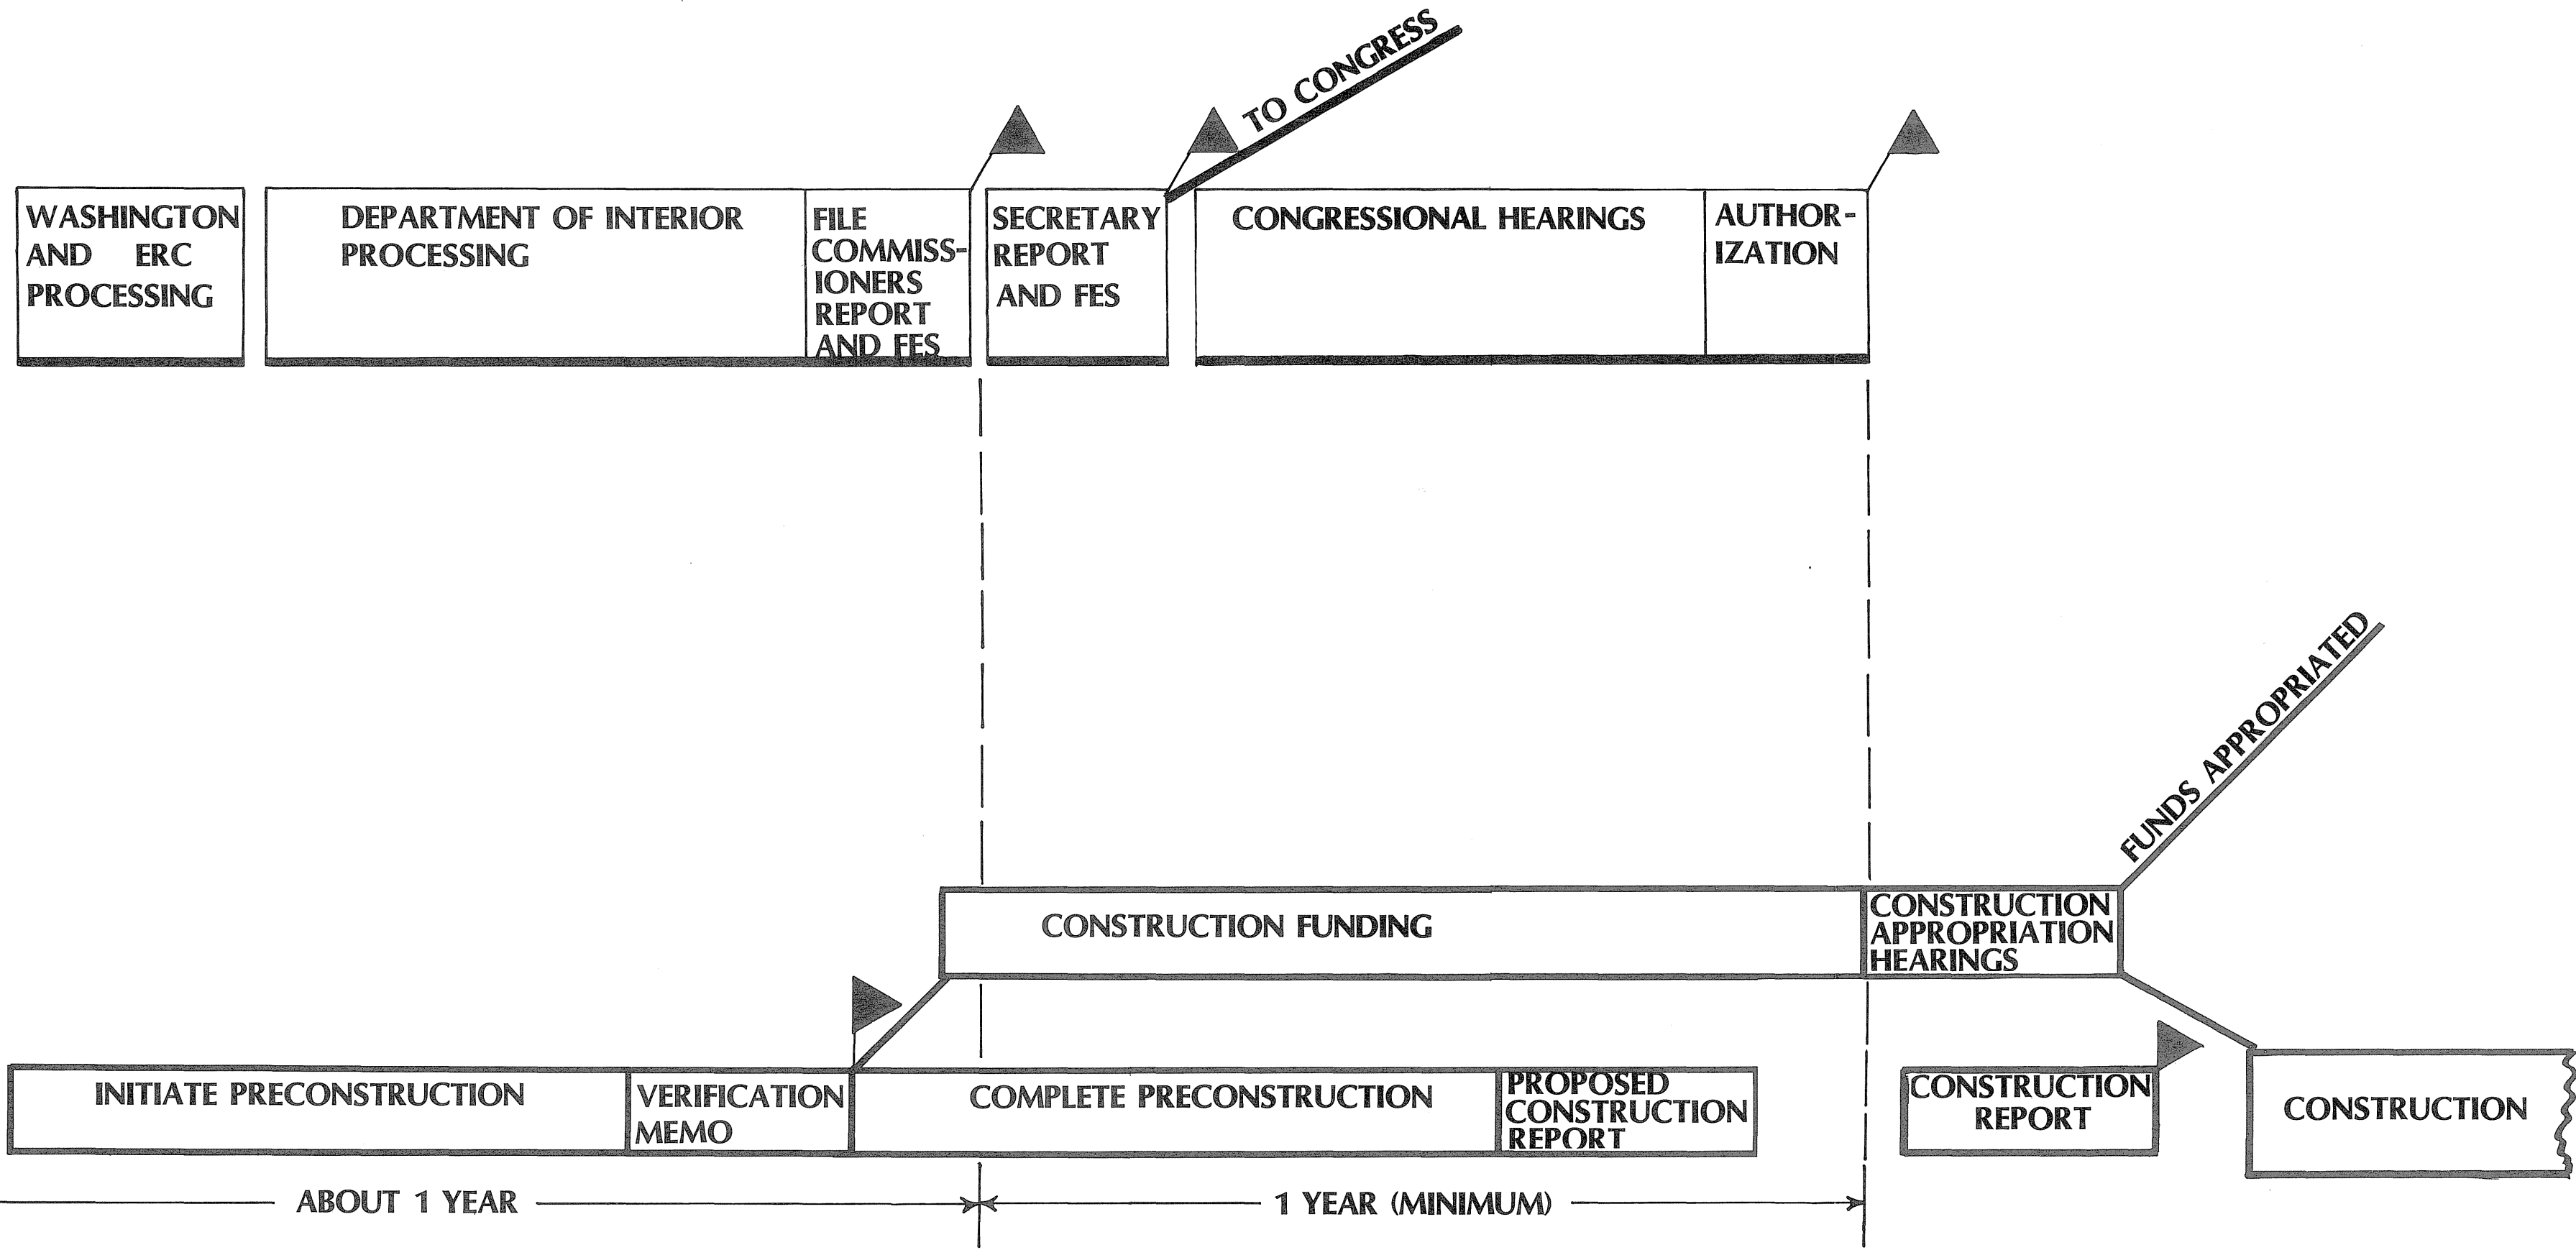 TO CONGRESS
WASHINGTON
AND ERC
PROCESSING
DEPARTMENT OF INTERIOR
PROCESSING
FILE
COMMISS-
IONERS
REPORT
AND FES
SECRETARY
REPORT
AND FES
CONGRESSIONAL HEARINGS
AUTHOR-
IZATION
FUNDS APPROPRIATED
CONSTRUCTION FUNDING
CONSTRUCTION
APPROPRIATION
HEARINGS
INITIATE PRECONSTRUCTION
VERIFICATION
MEMO
COMPLETE PRECONSTRUCTION
PROPOSED
CONSTRUCTION
REPORT
CONSTRUCTION
REPORT
CONSTRUCTION
ABOUT 1 YEAR
1 YEAR (MINIMUM)